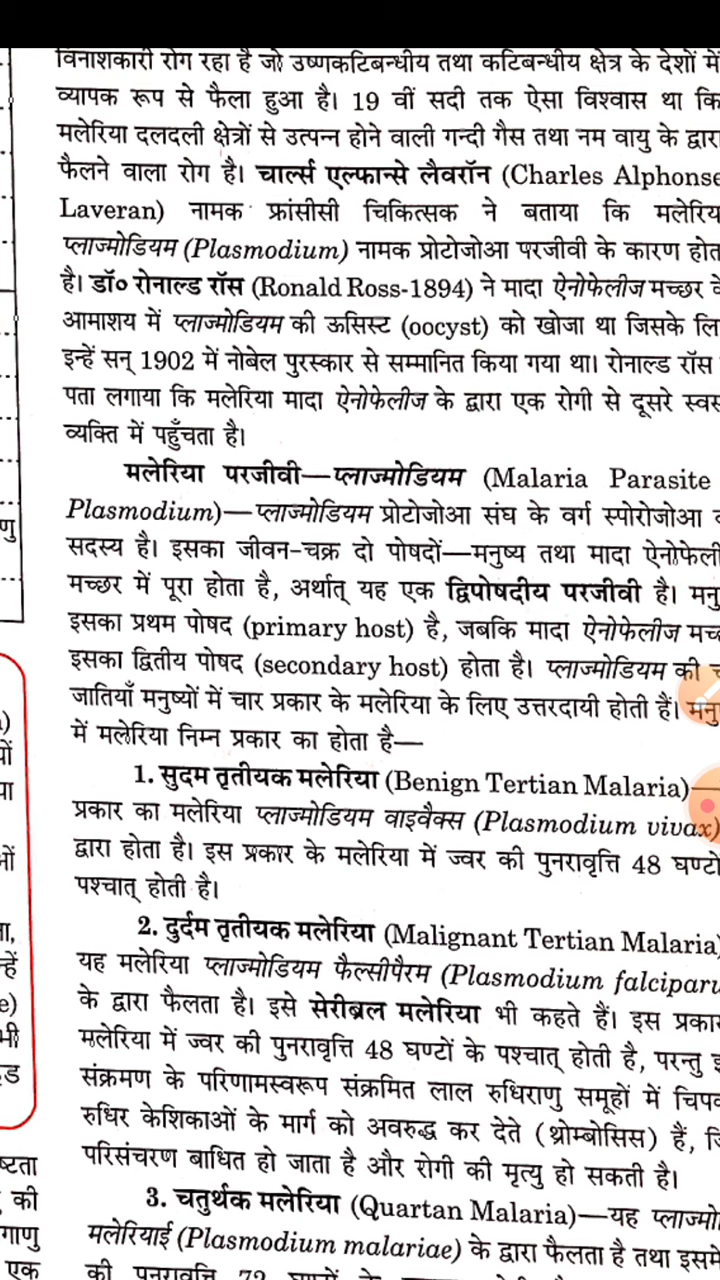 विनाशकारी रोग रहा है जो उष्णकटिबन्धीय तथा कटिबन्धीय क्षेत्र के देशों में
व्यापक रूप से फैला हुआ है। 19 वीं सदी तक ऐसा विश्वास था कि
मलेरिया दलदली क्षेत्रों से उत्पन्न होने वाली गन्दी गैस तथा नम वायु के द्वारा
फैलने वाला रोग है। चार्ल्स एल्फान्से लैवरॉन (Charles Alphonse
Laveran) नामक फ्रांसीसी चिकित्सक ने बताया कि मलेरिय
प्लाज्मोडियम (Plasmodium) नामक प्रोटोजोआ परजीवी के कारण होत
है। डॉ० रोनाल्ड रॉस (Ronald Ross-1894) ने मादा ऐनोफेलीज मच्छर के
आमाशय में प्लाज्मोडियम की ऊसिस्ट (oocyst) को खोजा था जिसके लि
इन्हें सन् 1902 में नोबेल पुरस्कार से सम्मानित किया गया था। रोनाल्ड रॉस
पता लगाया कि मलेरिया मादा ऐनोफेलीज के द्वारा एक रोगी से दूसरे स्वस
व्यक्ति में पहुँचता है।
मलेरिया परजीवी—प्लाज्मोडियम (Malaria Parasite
Plasmodium)—प्लाज्मोडियम प्रोटोजोआ संघ के वर्ग स्पोरोजोआ
सदस्य है। इसका जीवन-चक्र दो पोषदों—मनुष्य तथा मादा ऐनोफेली
मच्छर में पूरा होता है, अर्थात् यह एक द्विपोषदीय परजीवी है। मनु
इसका प्रथम पोषद (primary host) है, जबकि मादा ऐनोफेलीज मच्
इसका द्वितीय पोषद (secondary host) होता है। प्लाज्मोडियम की च
जातियाँ मनुष्यों में चार प्रकार के मलेरिया के लिए उत्तरदायी होती हैं। मनु
में मलेरिया निम्न प्रकार का होता है—
1. सुदम तृतीयक मलेरिया (Benign Tertian Malaria)—
प्रकार का मलेरिया प्लाज्मोडियम वाइवैक्स (Plasmodium vivax)
द्वारा होता है। इस प्रकार के मलेरिया में ज्वर की पुनरावृत्ति 48 घण्टो
पश्चात् होती है।
2. दुर्दम तृतीयक मलेरिया (Malignant Tertian Malaria)
यह मलेरिया प्लाज्मोडियम फैल्सीपैरम (Plasmodium falciparu
के द्वारा फैलता है। इसे सेरीब्रल मलेरिया भी कहते हैं। इस प्रकार
मलेरिया में ज्वर की पुनरावृत्ति 48 घण्टों के पश्चात् होती है, परन्तु इ
संक्रमण के परिणामस्वरूप संक्रमित लाल रुधिराणु समूहों में चिपक
रुधिर केशिकाओं के मार्ग को अवरुद्ध कर देते (थ्रोम्बोसिस) हैं, जि
परिसंचरण बाधित हो जाता है और रोगी की मृत्यु हो सकती है।
3. चतुर्थक मलेरिया (Quartan Malaria)—यह प्लाज्मो
मलेरियाई (Plasmodium malariae) के द्वारा फैलता है तथा इसमें
की पुनरावृत्ति 72